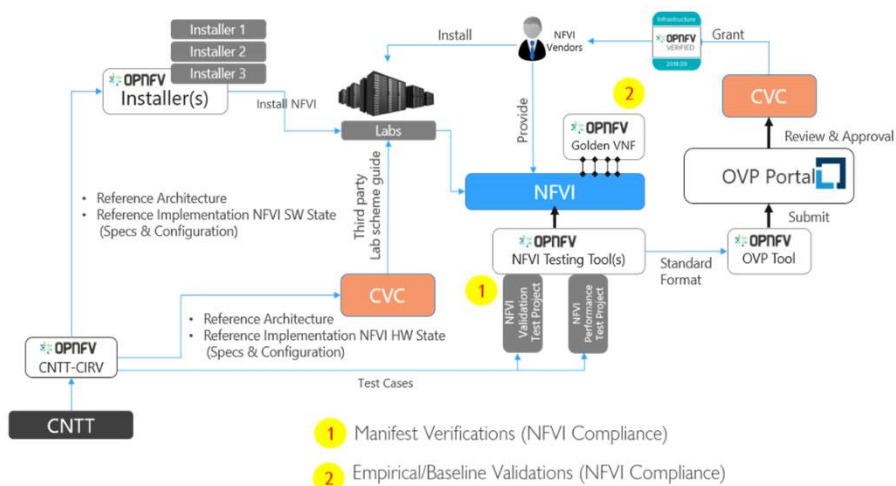 Installer 1
Installer 2
Installer 3
OPNFV
Installer(s)
Install NFVI
Install
NFVI
Vendors
Infrastructure
OPNFV
VERIFIED
2018.09
Grant
CVC
Review & Approval
OVP Portal
Submit
OPNFV
OVP Tool
Standard
Format
Labs
Provide
2
OPNFV
Golden VNF
NFVI
OPNFV
NFVI Testing Tool(s)
1
NFVI
Validation
Test Project
NFVI
Performance
Test Project
Third party
Lab scheme guide
• Reference Architecture
• Reference Implementation NFVI SW State
(Specs & Configuration)
CVC
• Reference Architecture
• Reference Implementation NFVI HW State
(Specs & Configuration)
OPNFV
CNTT-CIRV
Test Cases
CNTT
1 Manifest Verifications (NFVI Compliance)
2 Empirical/Baseline Validations (NFVI Compliance)